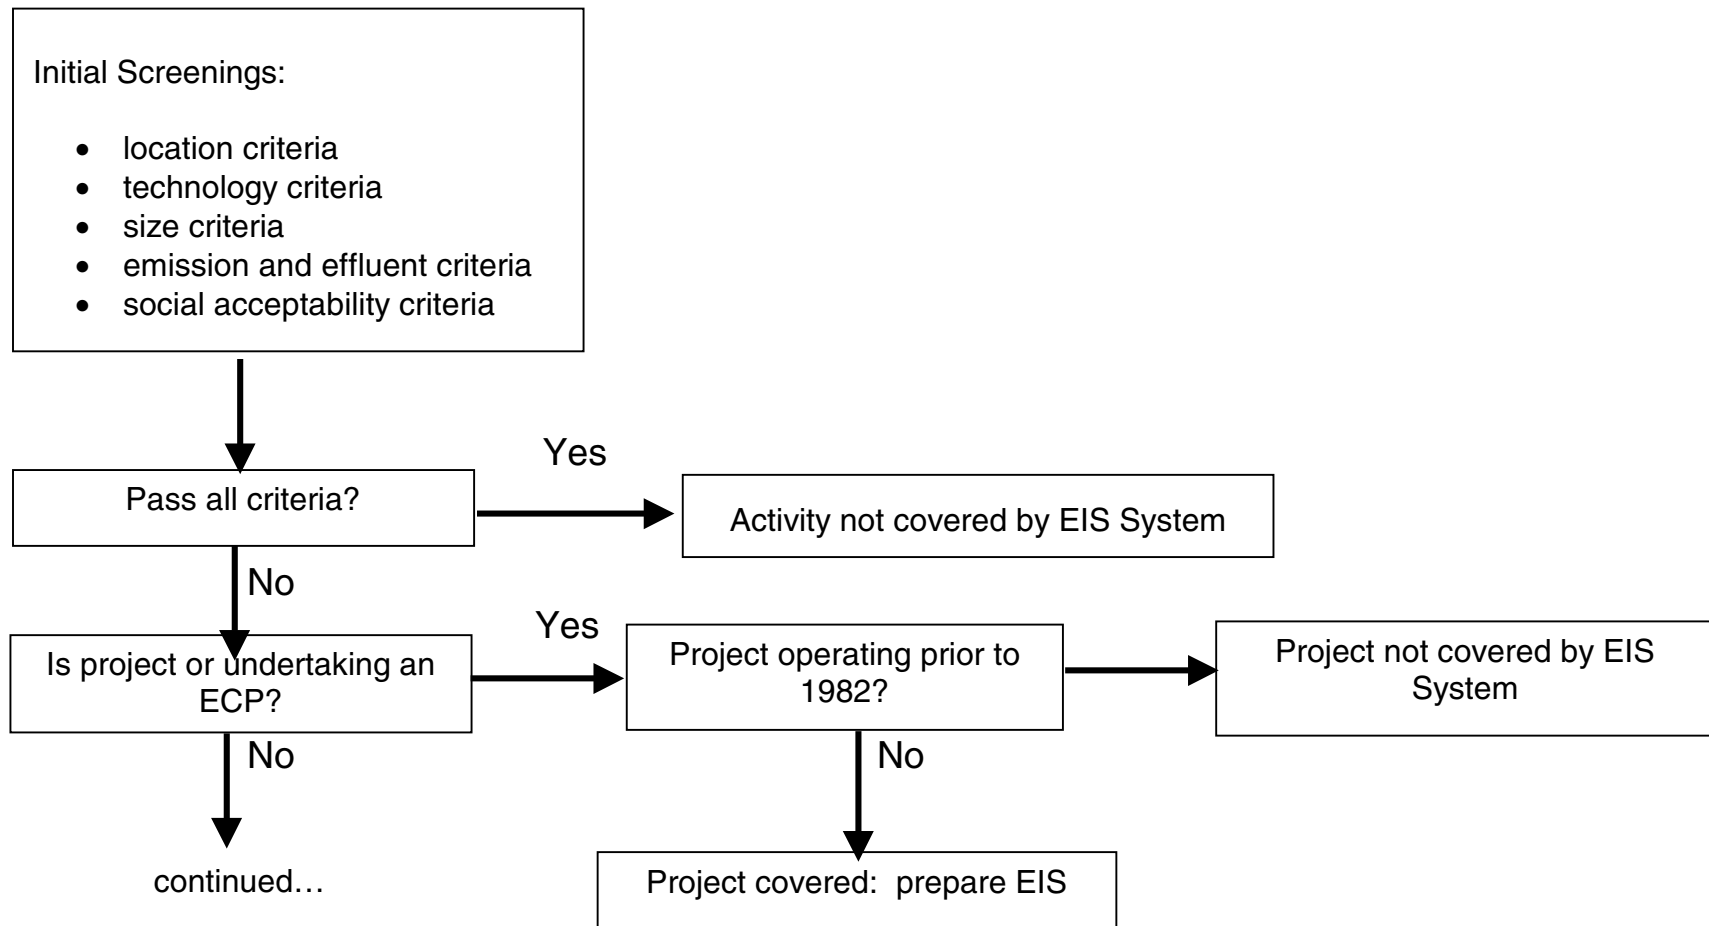 Initial Screenings:
• location criteria
• technology criteria
• size criteria
• emission and effluent criteria
• social acceptability criteria
Pass all criteria?
Yes
Activity not covered by EIS System
No
Is project or undertaking an
ECP?
Yes
Project operating prior to
1982?
Project not covered by EIS
System
No
continued…
No
Project covered: prepare EIS